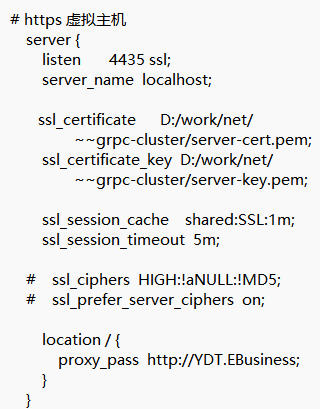 # https 虚拟主机
server {
listen 4435 ssl;
server_name localhost;
ssl_certificate D:/work/net/
~~grpc-cluster/server-cert.pem;
ssl_certificate_key D:/work/net/
~~grpc-cluster/server-key.pem;
ssl_session_cache shared:SSL:1m;
ssl_session_timeout 5m;
# ssl_ciphers HIGH:!aNULL:!MD5;
# ssl_prefer_server_ciphers on;
location / {
proxy_pass http://YDT.EBusiness;
}
}